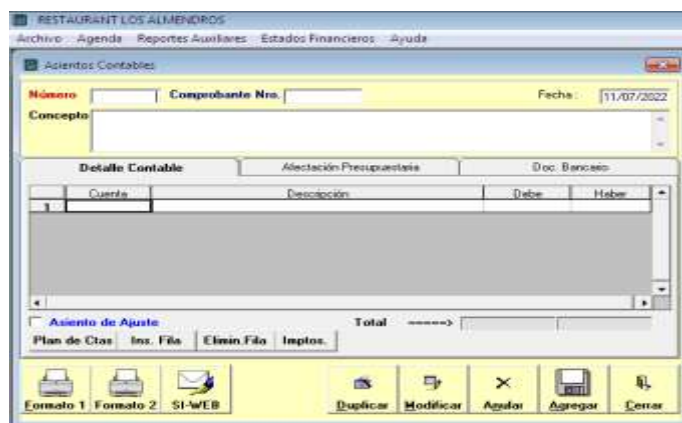 RESTAURANT LOS ALMENDROS
Archivo Agenda Reportes Auxiliares Estados Financieros Ayuda
Asientos Contables
Número Comprobante Nro. Fecha: 11/07/2022
Concepto
Detalle Contable Afectación Presupuestaria Doc. Bancario
Cuenta Descripción Debe Haber
1
Asiento de Ajuste Total ----->
Plan de Ctas Ins. Fila Elimin.Fila Imptos.
Formato 1 Formato 2 SI-WEB Duplicar Modificar Anular Agregar Cerrar